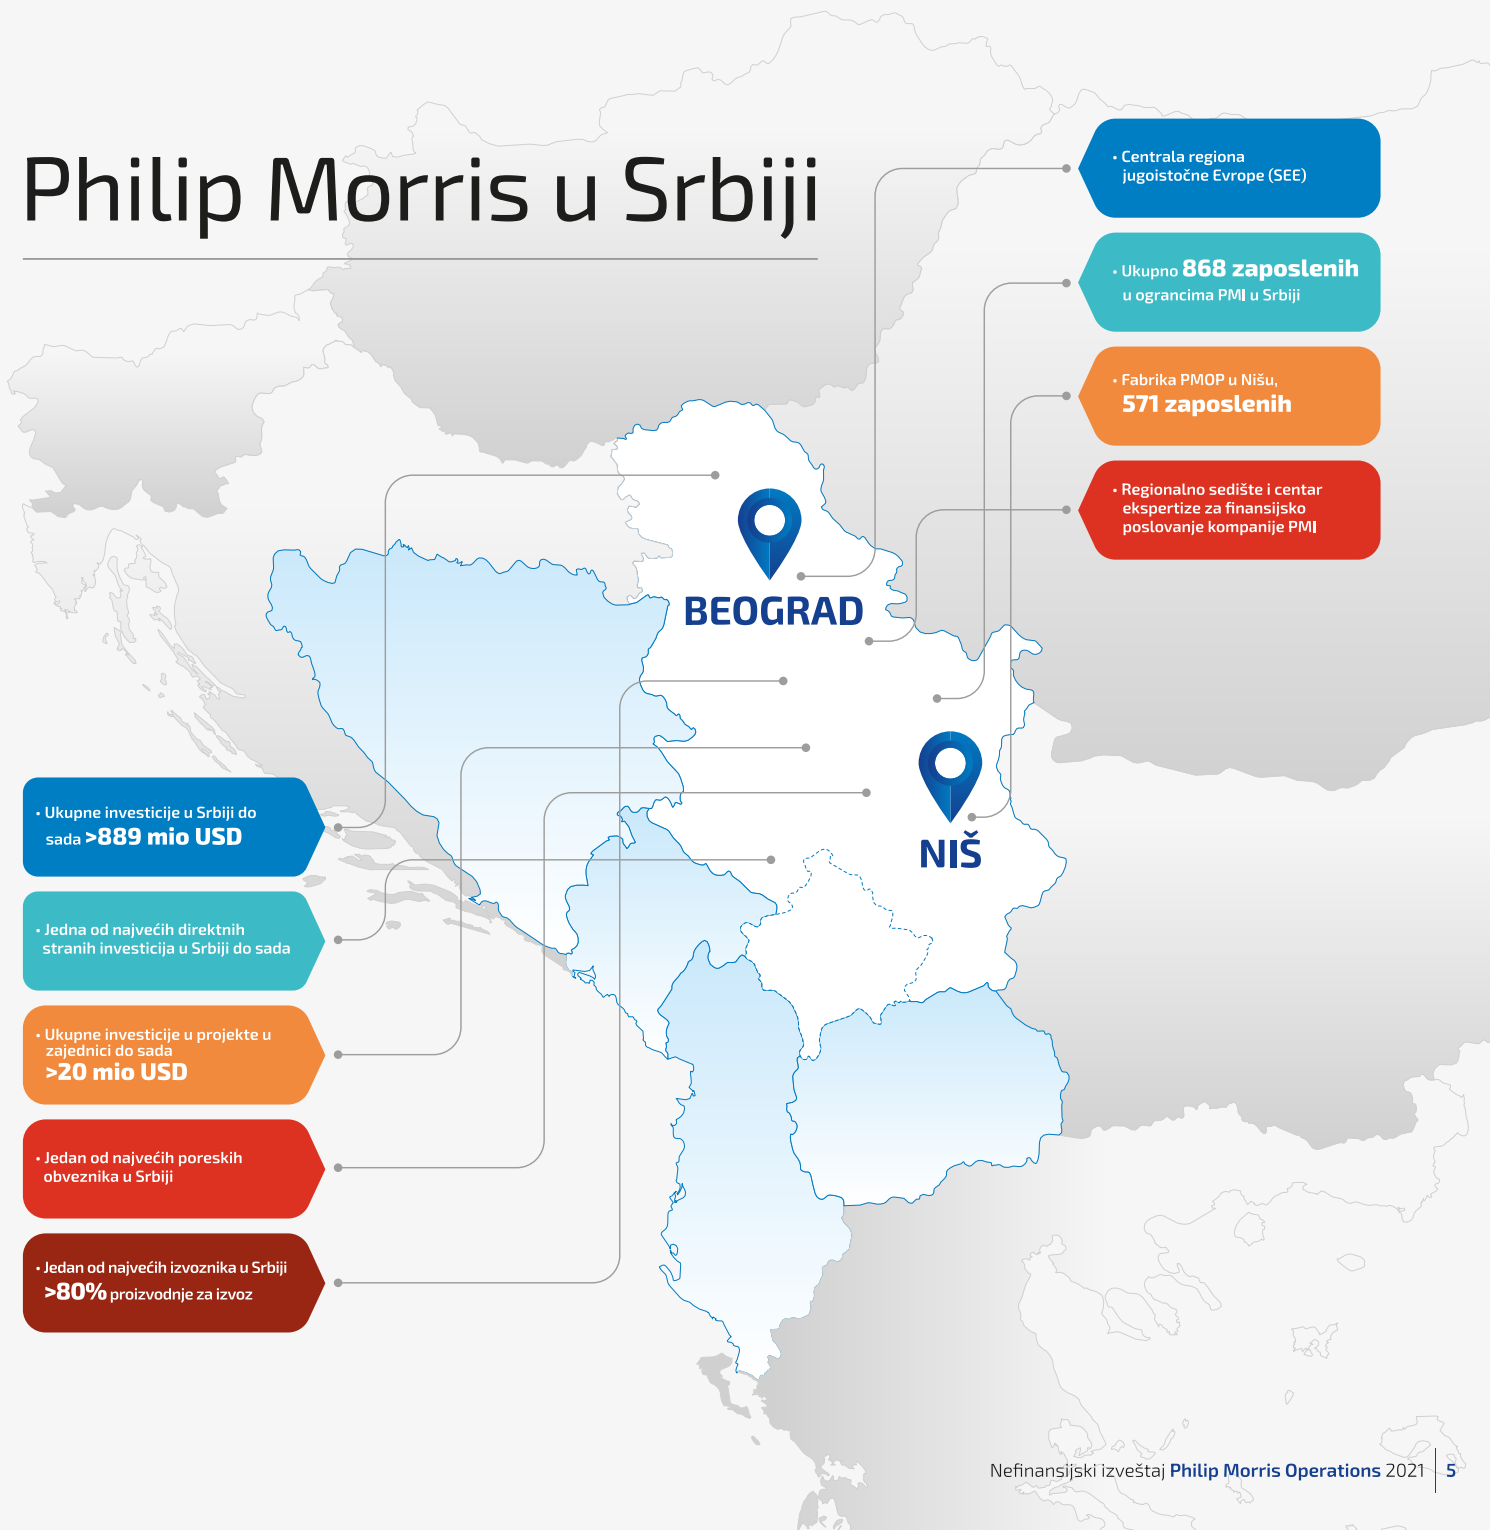 Philip Morris u Srbiji
• Centrala regiona
jugoistočne Evrope (SEE)
• Ukupno 868 zaposlenih
u ograncima PMI u Srbiji
• Fabrika PMOP u Nišu,
571 zaposlenih
• Regionalno sedište i centar
ekspertize za finansijsko
poslovanje kompanije PMI
BEOGRAD
NIŠ
• Ukupne investicije u Srbiji do
sada >889 mio USD
• Jedna od najvećih direktnih
stranih investicija u Srbiji do sada
• Ukupne investicije u projekte u
zajednici do sada
>20 mio USD
• Jedan od najvećih poreskih
obveznika u Srbiji
• Jedan od najvećih izvoznika u Srbiji
>80% proizvodnje za izvoz
Nefinansijski izveštaj Philip Morris Operations 2021 | 5